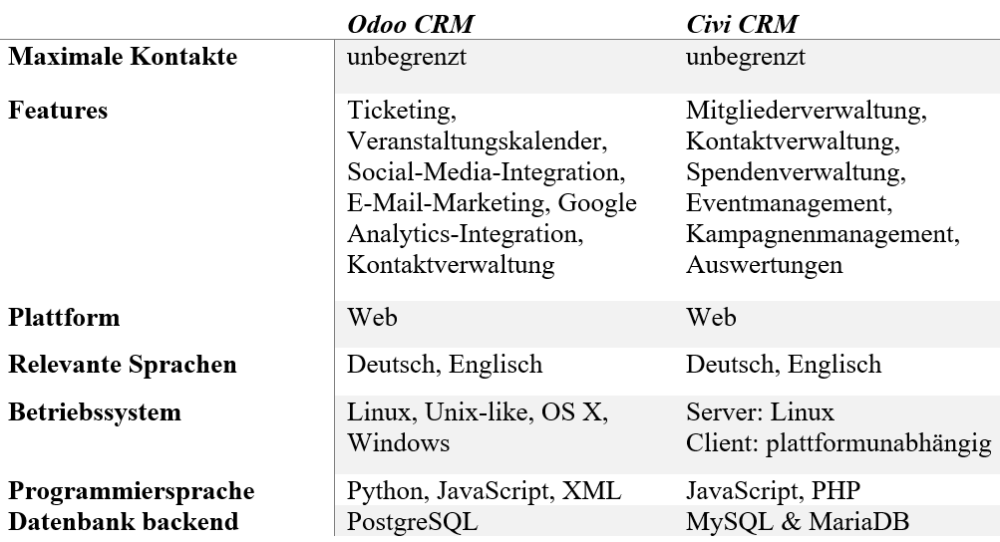 Odoo CRM Civi CRM
Maximale Kontakte unbegrenzt unbegrenzt
Features Ticketing, Mitgliederverwaltung,
Veranstaltungskalender, Kontaktverwaltung,
Social-Media-Integration, Spendenverwaltung,
E-Mail-Marketing, Google Eventmanagement,
Analytics-Integration, Kampagnenmanagement,
Kontaktverwaltung Auswertungen
Plattform Web Web
Relevante Sprachen Deutsch, Englisch Deutsch, Englisch
Betriebssystem Linux, Unix-like, OS X, Server: Linux
Windows Client: plattformunabhängig
Programmiersprache Python, JavaScript, XML JavaScript, PHP
Datenbank backend PostgreSQL MySQL & MariaDB